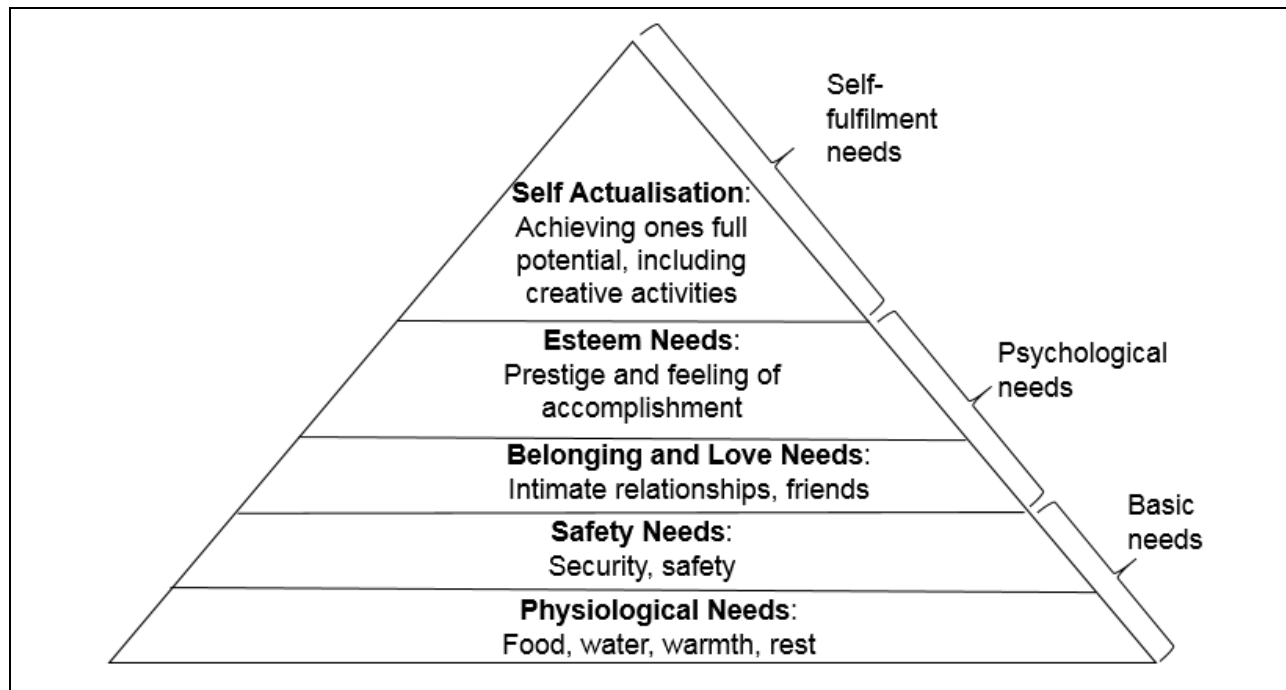 Self-
fulfilment
needs
Self Actualisation:
Achieving ones full
potential, including
creative activities
Esteem Needs:
Prestige and feeling of
accomplishment
Psychological
needs
Belonging and Love Needs:
Intimate relationships, friends
Safety Needs:
Security, safety
Basic
needs
Physiological Needs:
Food, water, warmth, rest